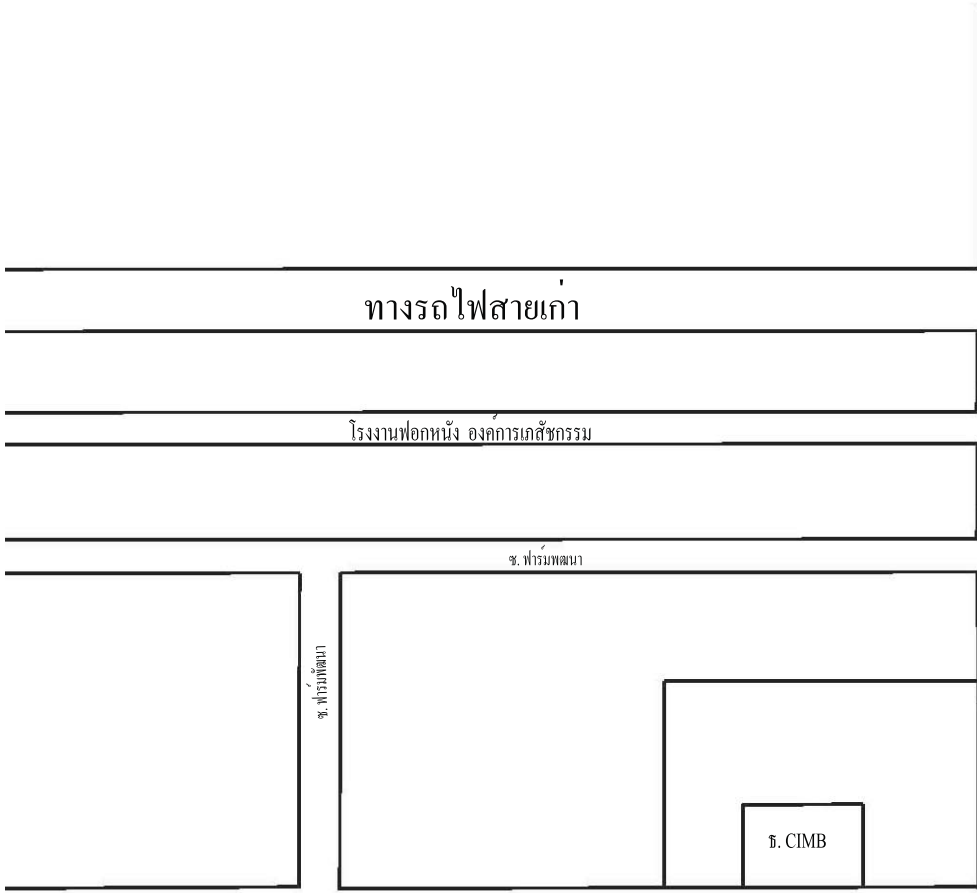 ทางรถไฟสายเก่า
โรงงานฟอกหนัง องค์การเภสัชกรรม
ซ. ฟาร์มพฒนา
ซ. ฟาร์มพัฒนา
ธ. CIMB